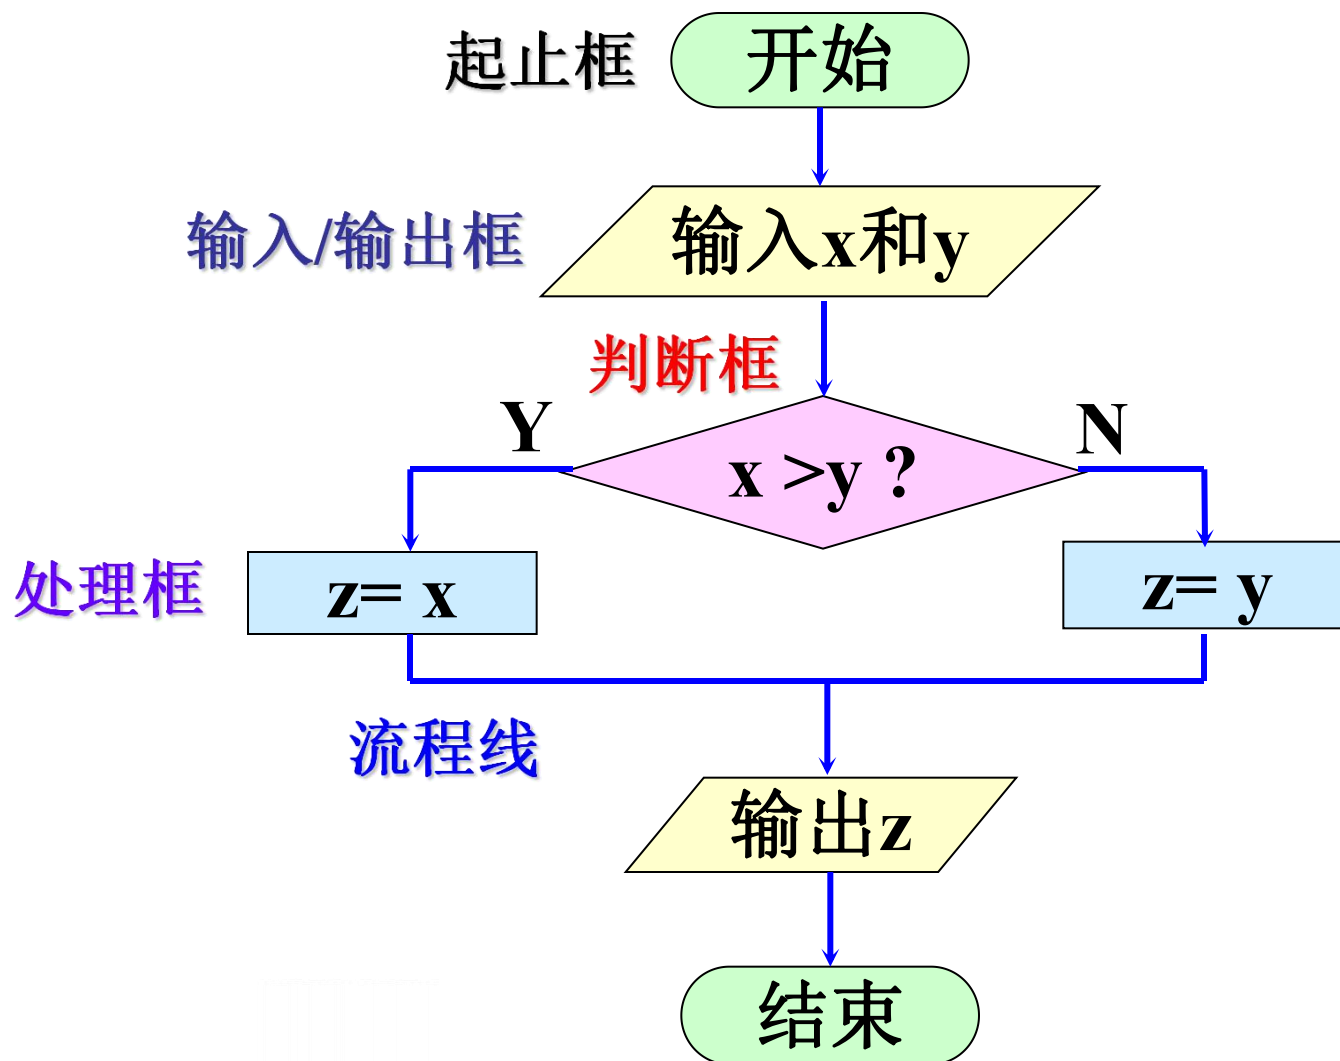 起止框
开始
输入/输出框
输入x和y
判断框
Y
N
x >y ?
处理框
z= x
z= y
流程线
输出z
结束